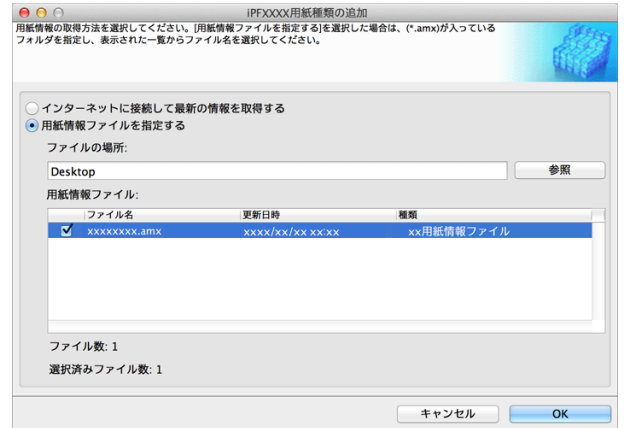 iPFXXXX用紙種類の追加
用紙情報の取得方法を選択してください。[用紙情報ファイルを指定する]を選択した場合は、(*.amx)が入っている
フォルダを指定し、表示された一覧からファイル名を選択してください。
インターネットに接続して最新の情報を取得する
用紙情報ファイルを指定する
ファイルの場所:
Desktop 参照
用紙情報ファイル:
ファイル名 更新日時 種類
xxxxxxxx.amx xxxx/xx/xx xx:xx xx用紙情報ファイル
ファイル数: 1
選択済みファイル数: 1
キャンセル OK